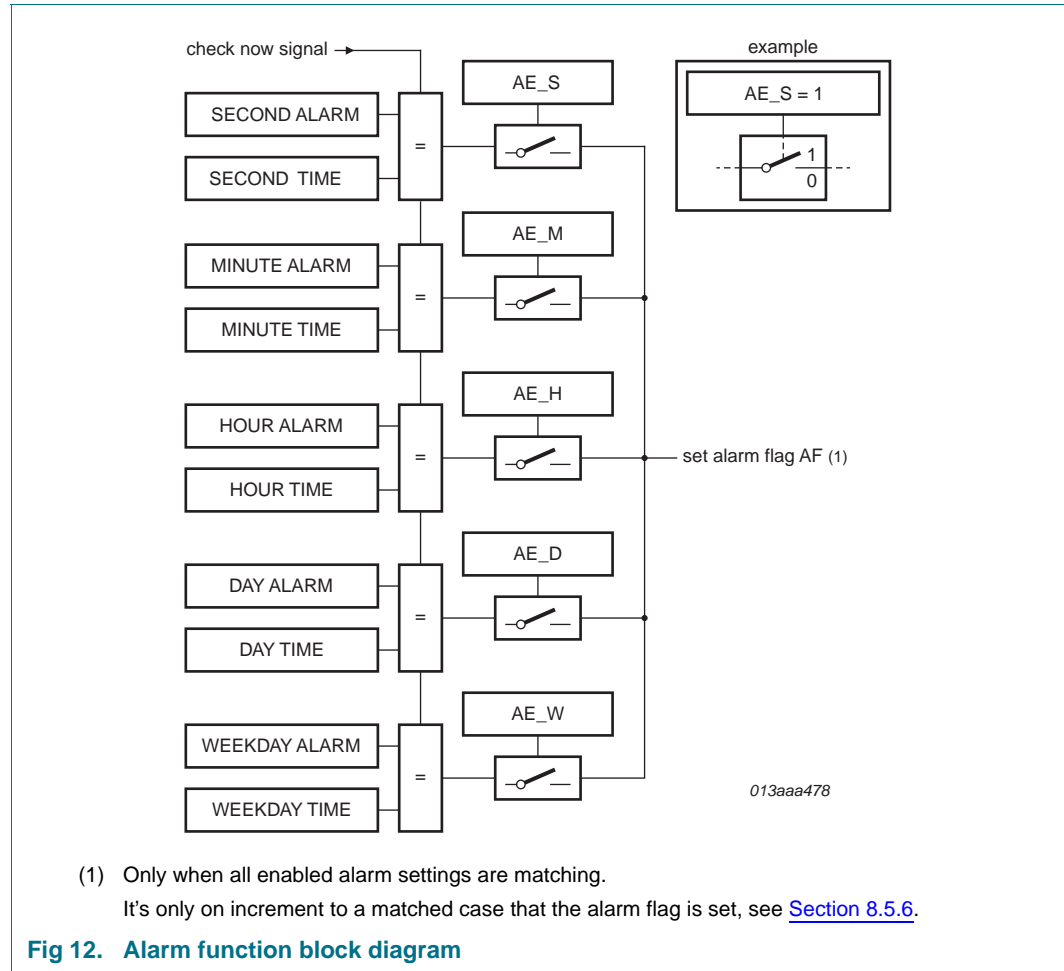 check now signal
example
AE_S
AE_S = 1
SECOND ALARM
=
1
0
SECOND TIME
AE_M
MINUTE ALARM
=
MINUTE TIME
AE_H
HOUR ALARM
=
set alarm flag AF (1)
HOUR TIME
AE_D
DAY ALARM
=
DAY TIME
AE_W
WEEKDAY ALARM
=
WEEKDAY TIME
013aaa478
(1) Only when all enabled alarm settings are matching.
It's only on increment to a matched case that the alarm flag is set, see Section 8.5.6.
Fig 12. Alarm function block diagram